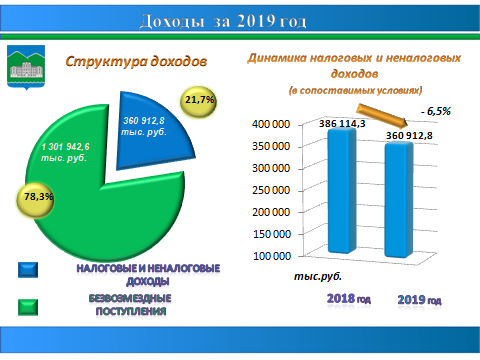 Доходы за 2019 год
Структура доходов
21,7%
360 912,8
тыс. руб.
1 301 942,6
тыс. руб.
78,3%
НАЛОГОВЫЕ И НЕНАЛОГОВЫЕ
ДОХОДЫ
БЕЗВОЗМЕЗДНЫЕ
ПОСТУПЛЕНИЯ
Динамика налоговых и неналоговых
доходов
(в сопоставимых условиях)
- 6,5%
386 114,3
360 912,8
400 000
350 000
300 000
250 000
200 000
150 000
100 000
тыс.руб.
2018 год
2019 год